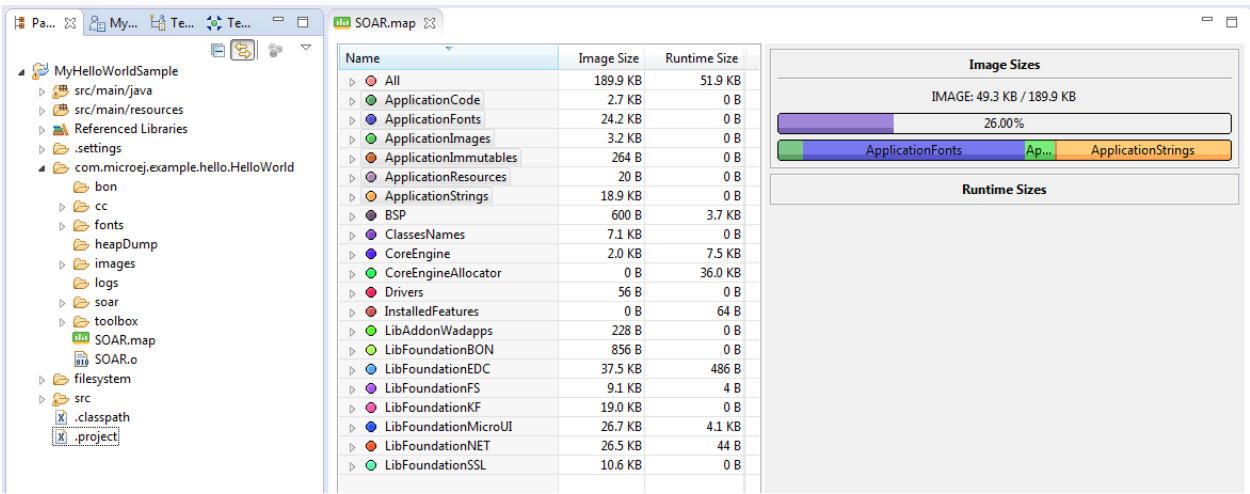 Pa... My... Te... Te...
MyHelloWorldSample
src/main/java
src/main/resources
Referenced Libraries
.settings
com.microej.example.hello.HelloWorld
bon
cc
fonts
heapDump
images
logs
soar
toolbox
SOAR.map
SOAR.o
filesystem
src
.classpath
.project
SOAR.map
Name Image Size Runtime Size
All 189.9 KB 51.9 KB
ApplicationCode 2.7 KB 0 B
ApplicationFonts 24.2 KB 0 B
ApplicationImages 3.2 KB 0 B
ApplicationImmutables 264 B 0 B
ApplicationResources 20 B 0 B
ApplicationStrings 18.9 KB 0 B
BSP 600 B 3.7 KB
ClassesNames 7.1 KB 0 B
CoreEngine 2.0 KB 7.5 KB
CoreEngineAllocator 0 B 36.0 KB
Drivers 56 B 0 B
InstalledFeatures 0 B 64 B
LibAddonWadapps 228 B 0 B
LibFoundationBON 856 B 0 B
LibFoundationEDC 37.5 KB 486 B
LibFoundationFS 9.1 KB 4 B
LibFoundationKF 19.0 KB 0 B
LibFoundationMicroUI 26.7 KB 4.1 KB
LibFoundationNET 26.5 KB 44 B
LibFoundationSSL 10.6 KB 0 B
Image Sizes
IMAGE: 49.3 KB / 189.9 KB
26.00%
ApplicationFonts Ap... ApplicationStrings
Runtime Sizes